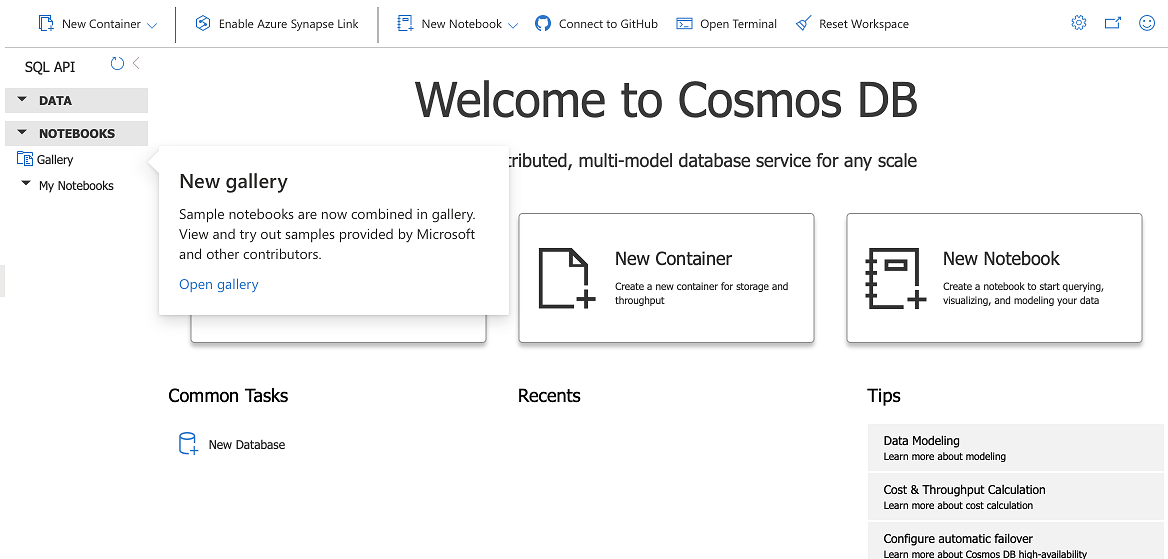 New Container
Enable Azure Synapse Link
New Notebook
Connect to GitHub
Open Terminal
Reset Workspace
SQL API
DATA
NOTEBOOKS
Gallery
My Notebooks
Welcome to Cosmos DB
multi-model database service for any scale
New gallery
Sample notebooks are now combined in gallery.
View and try out samples provided by Microsoft
and other contributors.
Open gallery
New Container
Create a new container for storage and
throughput
New Notebook
Create a notebook to start querying,
visualizing, and modeling your data
Common Tasks
New Database
Recents
Tips
Data Modeling
Learn more about modeling
Cost & Throughput Calculation
Learn more about cost calculation
Configure automatic failover
Learn more about Cosmos DB high-availability